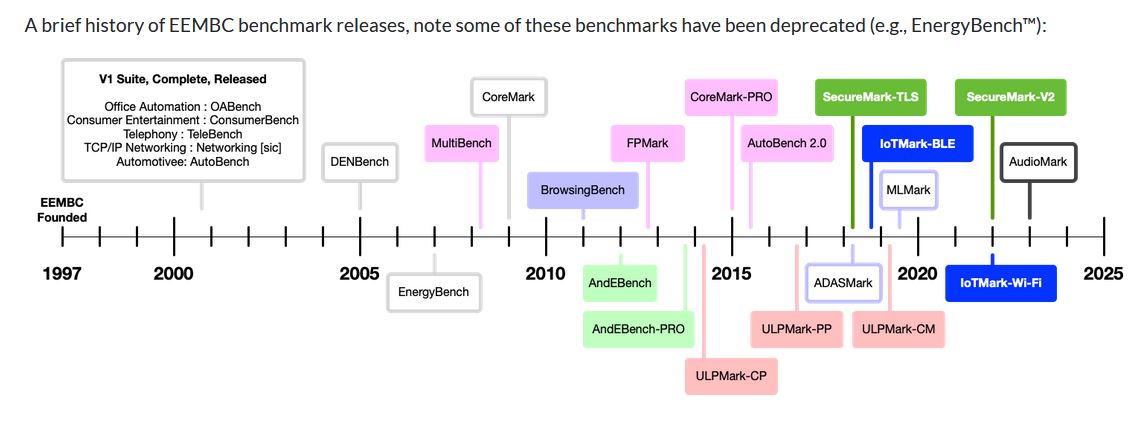 A brief history of EEMBC benchmark releases, note some of these benchmarks have been deprecated (e.g., EnergyBench™):
V1 Suite, Complete, Released
Office Automation : OABench
Consumer Entertainment : ConsumerBench
Telephony : TeleBench
TCP/IP Networking : Networking [sic]
Automotivee: AutoBench
CoreMark
CoreMark-PRO
SecureMark-TLS
SecureMark-V2
MultiBench
FPMark
AutoBench 2.0
IoTMark-BLE
DENBench
AudioMark
BrowsingBench
MLMark
EEMBC
Founded
1997
2000
2005
2010
2015
2020
2025
EnergyBench
AndEBench
ADASMark
IoTMark-Wi-Fi
AndEBench-PRO
ULPMark-PP
ULPMark-CM
ULPMark-CP